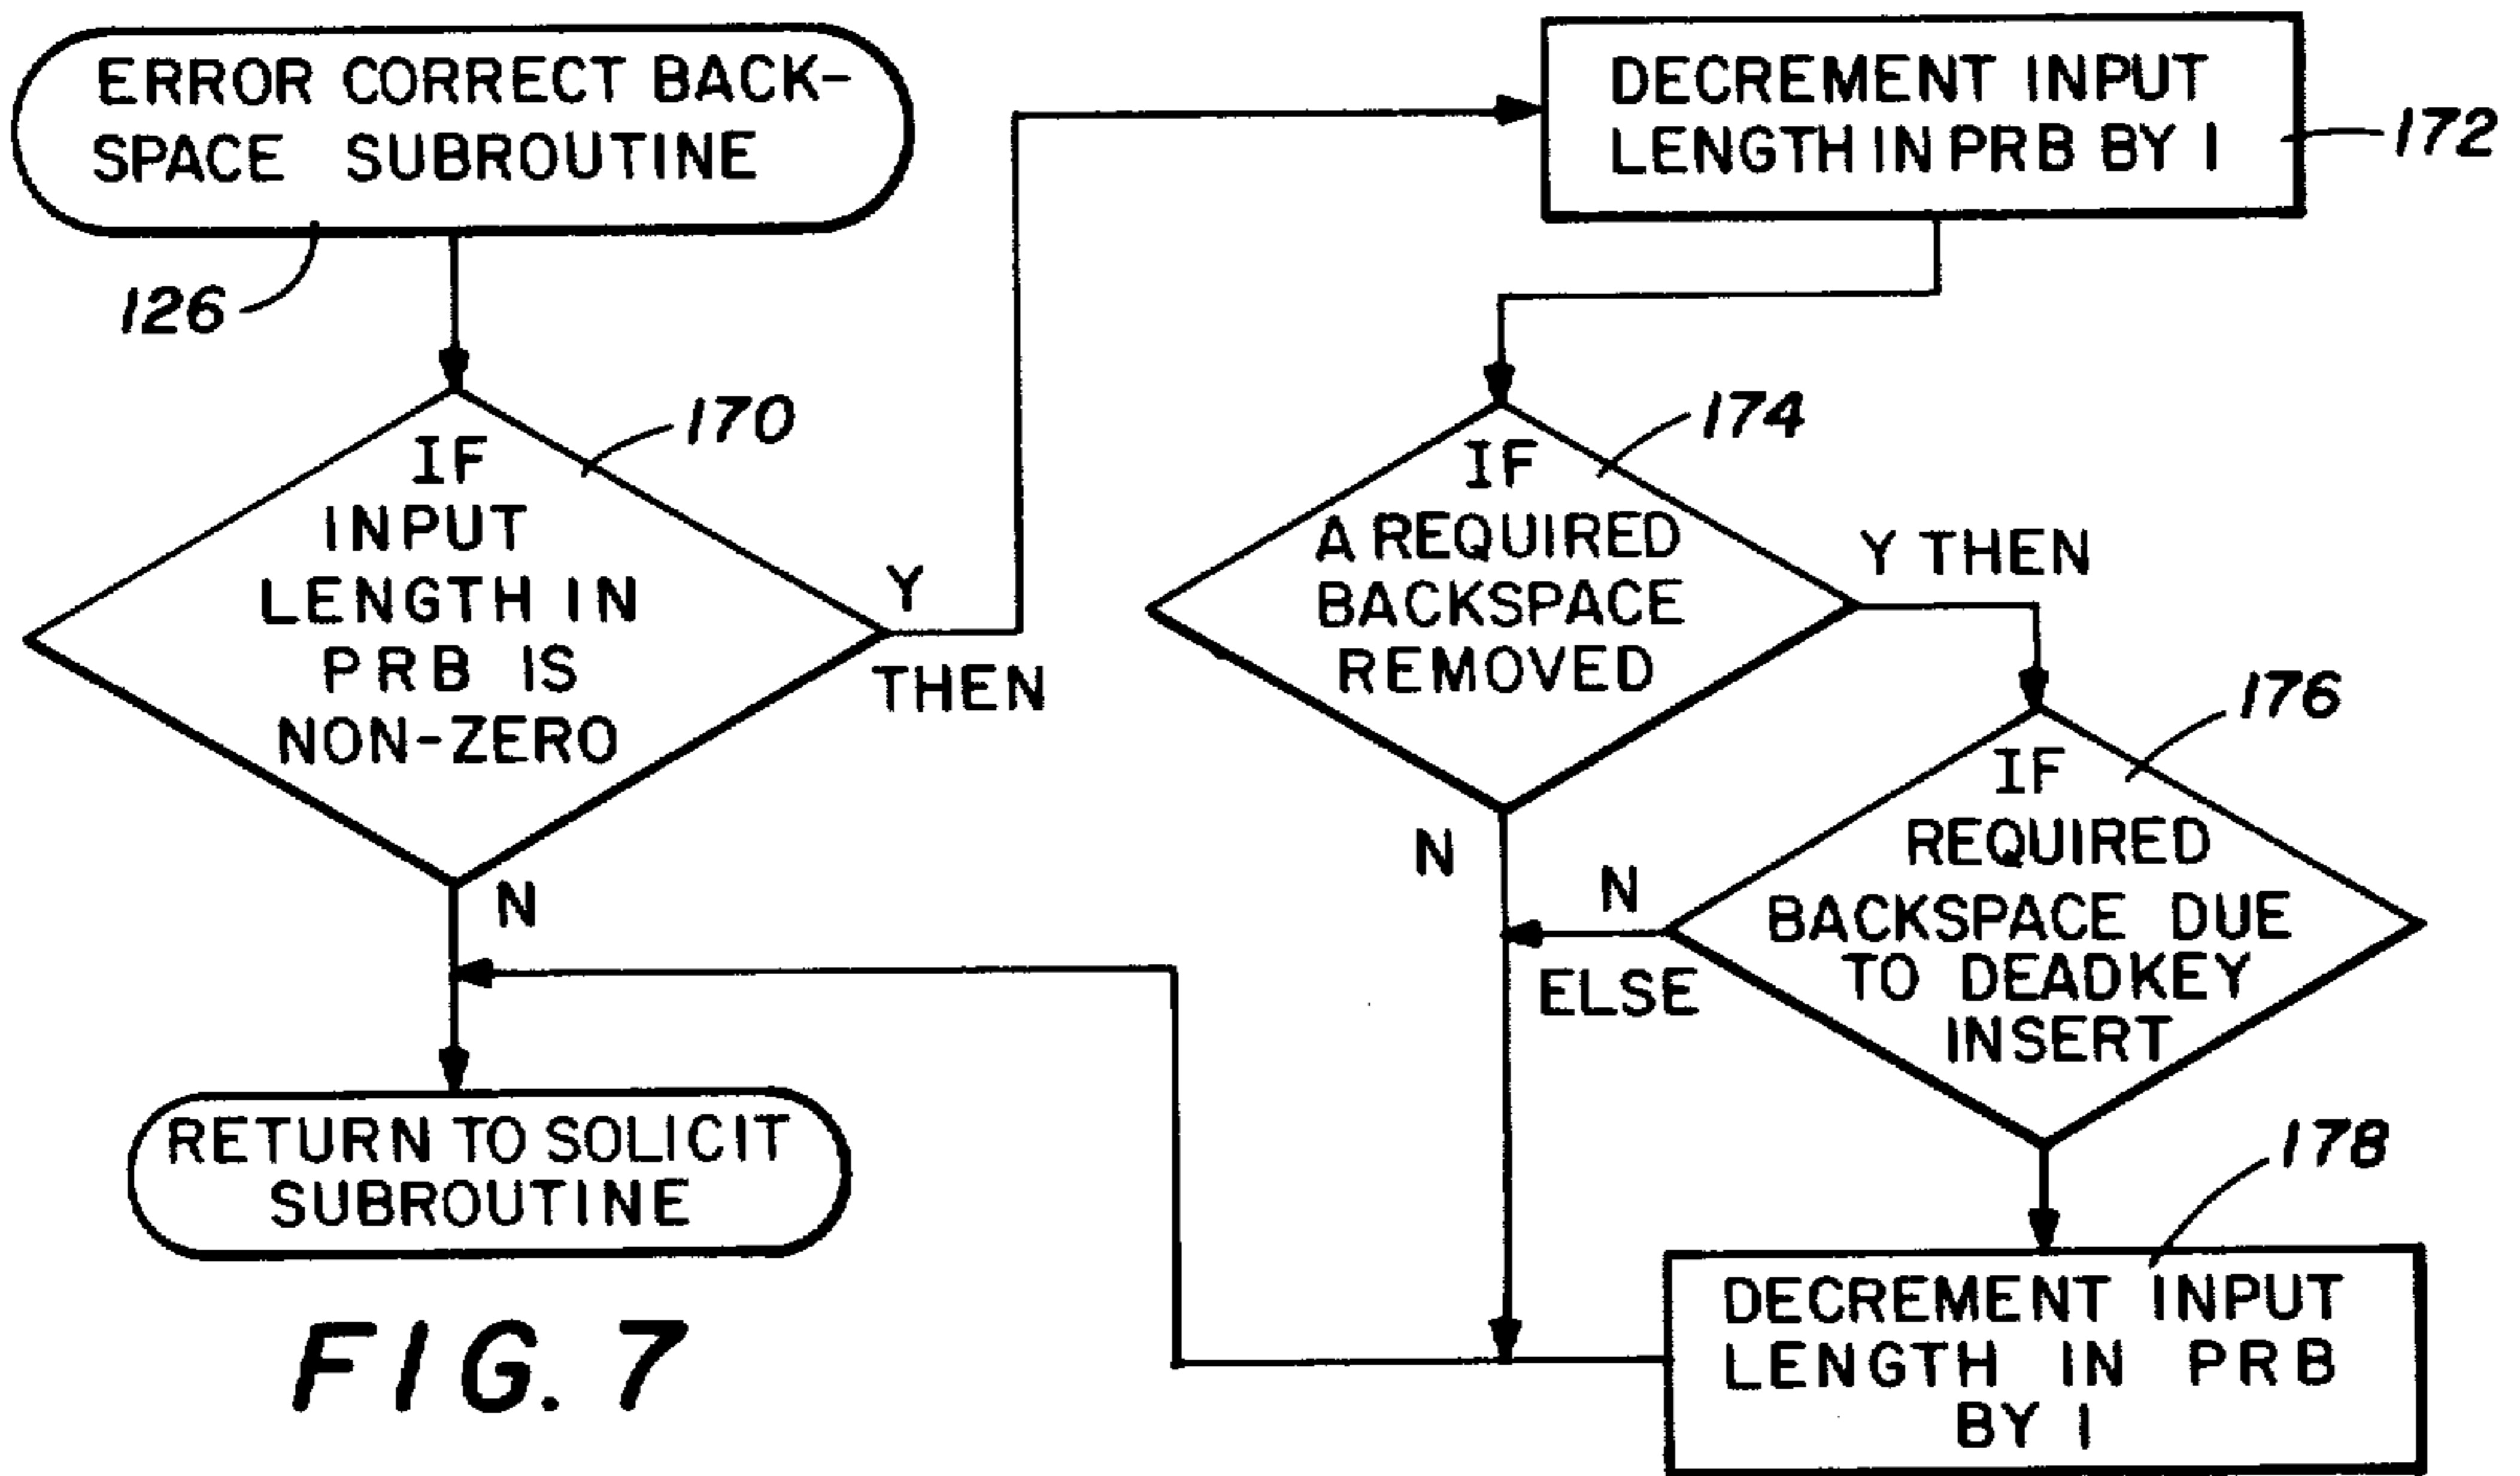 ERROR CORRECT BACK-
SPACE SUBROUTINE
126
IF
INPUT
LENGTH IN
PRB IS
NON-ZERO
170
Y
THEN
N
RETURN TO SOLICIT
SUBROUTINE
DECREMENT INPUT
LENGTH IN PRB BY 1
172
IF
A REQUIRED
BACKSPACE
REMOVED
174
Y THEN
N
IF
REQUIRED
BACKSPACE DUE
TO DEADKEY
INSERT
176
N
ELSE
DECREMENT INPUT
LENGTH IN PRB
BY 1
178
FIG. 7